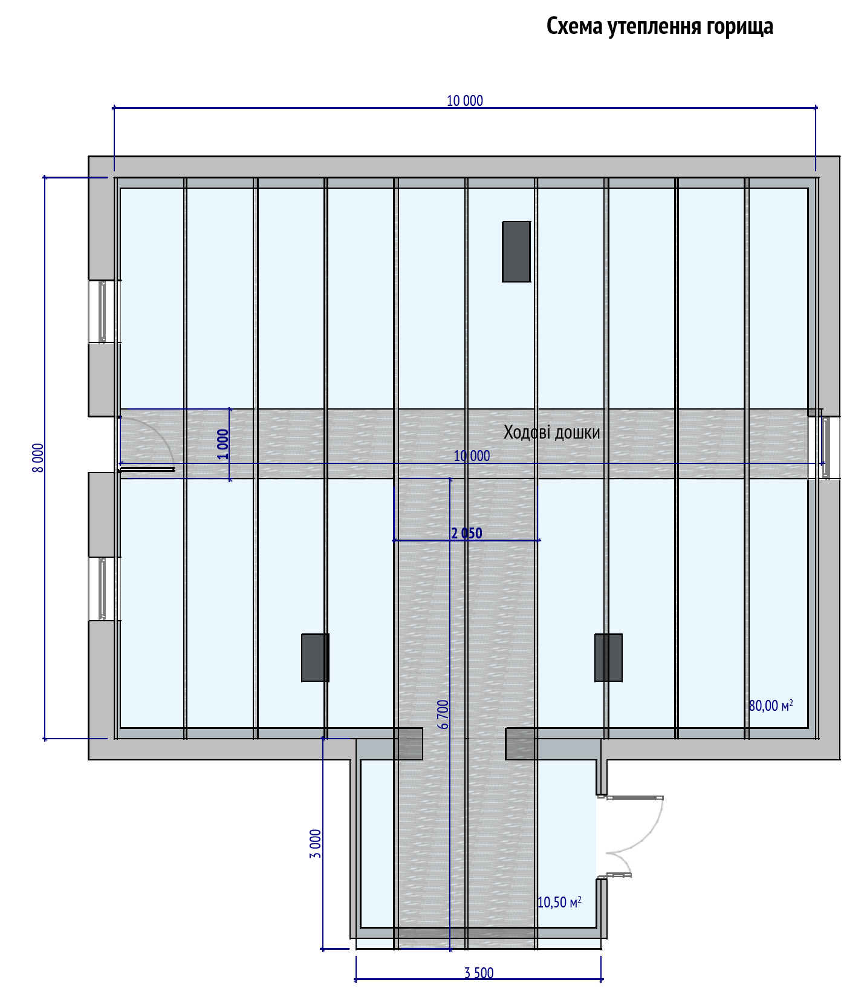 Схема утеплення горища
10 000
8 000
1 000
Ходові дошки
10 000
2 050
6 700
80,00 м²
3 000
10,50 м²
3 500